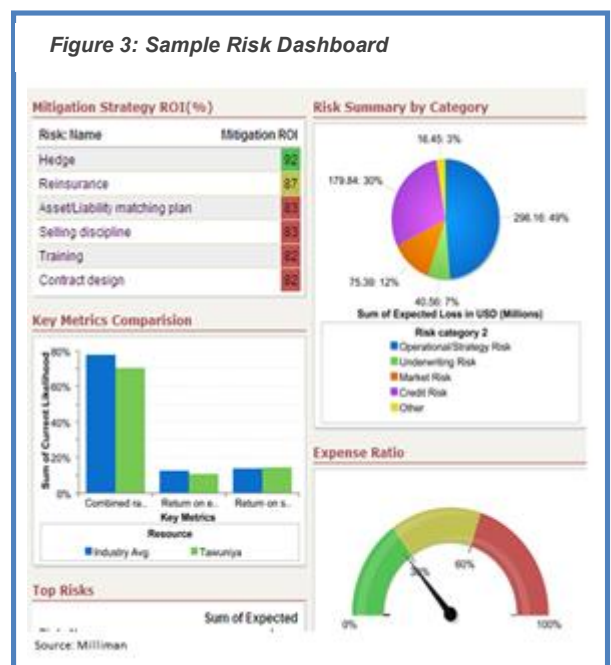 Figure 3: Sample Risk Dashboard
Mitigation Strategy ROI(%)
Risk: Name Mitigation ROI
Hedge 92
Reinsurance 87
Asset/Liability matching plan 83
Selling discipline 83
Training 82
Contract design 82
Key Metrics Comparision
Sum of Current Likelihood
80%
60%
40%
20%
0%
Combined ra.. Return on e.. Return on s..
Key Metrics
Resource
Industry Avg Tawuniya
Top Risks
Sum of Expected
Source: Milliman
Risk Summary by Category
16.45: 3%
179.84: 30%
296.16: 49%
75.39: 12%
40.56: 7%
Sum of Expected Loss in USD (Millions)
Risk category 2
Operational/Strategy Risk
Underwriting Risk
Market Risk
Credit Risk
Other
Expense Ratio
0%
30%
60%
100%